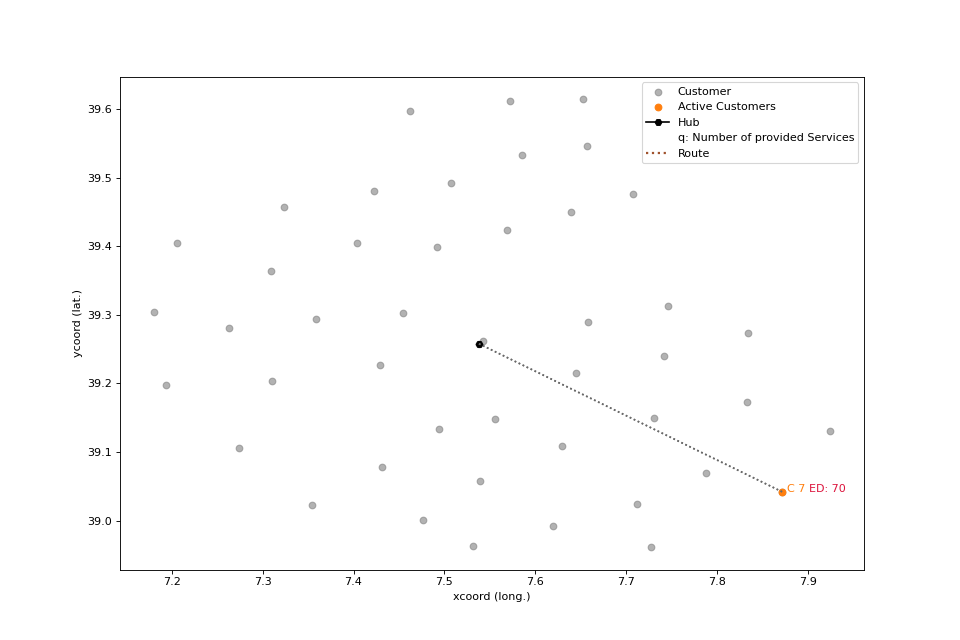 Customer
Active Customers
Hub
q: Number of provided Services
Route
39.6
39.5
39.4
39.3
39.2
39.1
39.0
ycoord (lat.)
C 7 ED: 70
7.2 7.3 7.4 7.5 7.6 7.7 7.8 7.9
xcoord (long.)